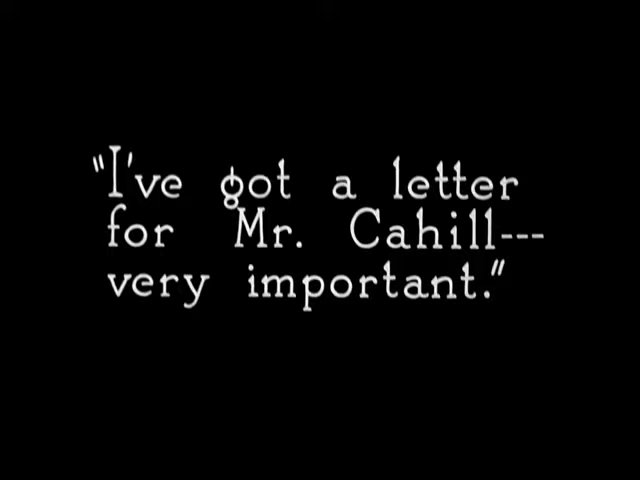 "I've got a letter
for Mr. Cahill---
very important."